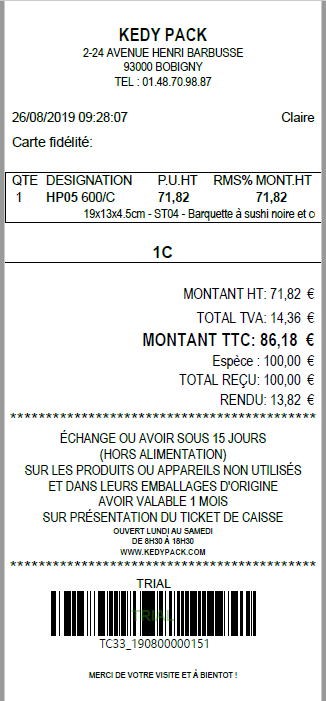 KEDY PACK
2-24 AVENUE HENRI BARBUSSE
93000 BOBIGNY
TEL : 01.48.70.98.87
26/08/2019 09:28:07 Claire
Carte fidélité:
QTE DESIGNATION P.U.HT RMS% MONT.HT
1 HP05 600/C 71,82 71,82
19x13x4.5cm - ST04 - Barquette à sushi noire et c
1C
MONTANT HT: 71,82 €
TOTAL TVA: 14,36 €
MONTANT TTC: 86,18 €
Espèce : 100,00 €
TOTAL REÇU: 100,00 €
RENDU: 13,82 €
******************************************
ÉCHANGE OU AVOIR SOUS 15 JOURS
(HORS ALIMENTATION)
SUR LES PRODUITS OU APPAREILS NON UTILISÉS
ET DANS LEURS EMBALLAGES D'ORIGINE
AVOIR VALABLE 1 MOIS
SUR PRÉSENTATION DU TICKET DE CAISSE
OUVERT LUNDI AU SAMEDI
DE 8H30 À 18H30
WWW.KEDYPACK.COM
******************************************
TRIAL
TRIAL
TC33_190800000151
MERCI DE VOTRE VISITE ET À BIENTOT !